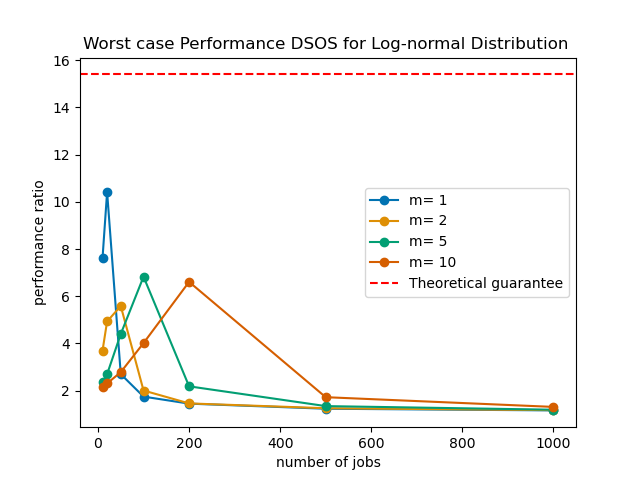 Worst case Performance DSOS for Log-normal Distribution
16
14
12
10
8
6
4
2
performance ratio
m= 1
m= 2
m= 5
m= 10
Theoretical guarantee
0 200 400 600 800 1000
number of jobs